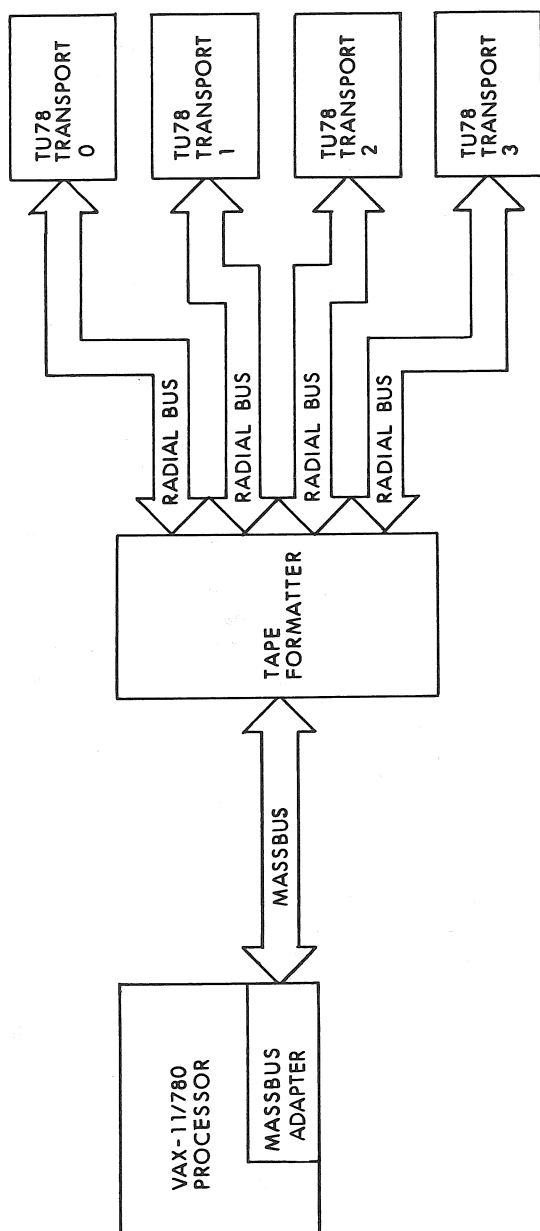 VAX-11/780
PROCESSOR
MASSBUS
ADAPTER
MASSBUS
TAPE
FORMATTER
RADIAL BUS
RADIAL BUS
RADIAL BUS
RADIAL BUS
TU78
TRANSPORT
0
TU78
TRANSPORT
1
TU78
TRANSPORT
2
TU78
TRANSPORT
3